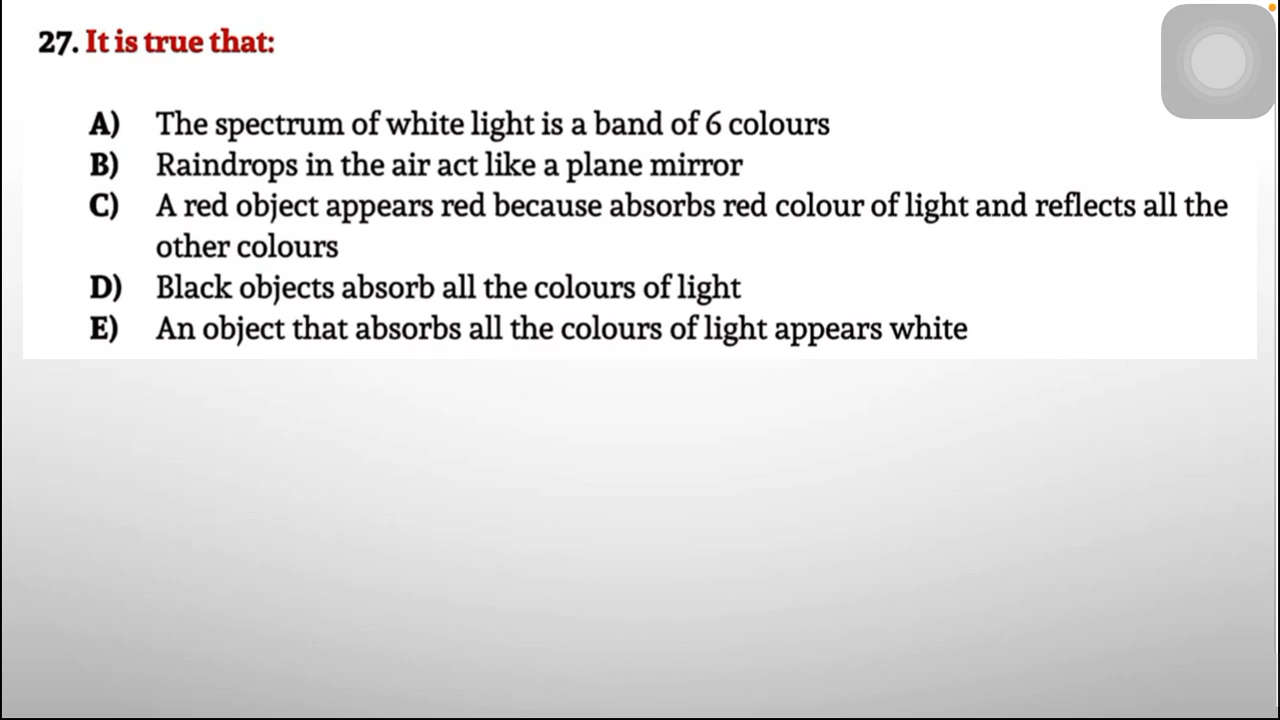 27. It is true that:
A) The spectrum of white light is a band of 6 colours
B) Raindrops in the air act like a plane mirror
C) A red object appears red because absorbs red colour of light and reflects all the
other colours
D) Black objects absorb all the colours of light
E) An object that absorbs all the colours of light appears white